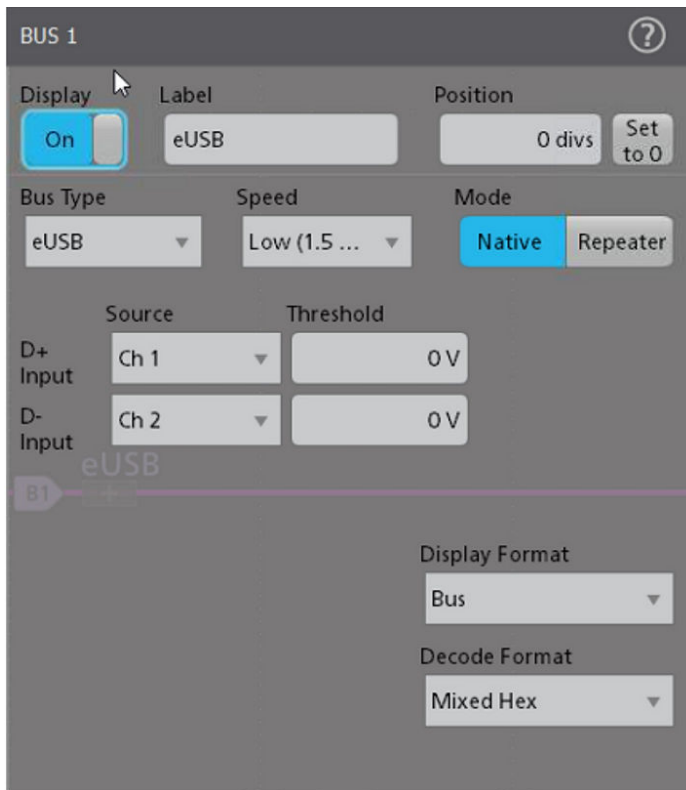 BUS 1 ?
Display Label Position
On eUSB 0 divs Set to 0
Bus Type Speed Mode
eUSB Low (1.5 ... Native Repeater
Source Threshold
D+ Input Ch 1 0 V
D- Input Ch 2 0 V
eUSB
B1 +
Display Format
Bus
Decode Format
Mixed Hex